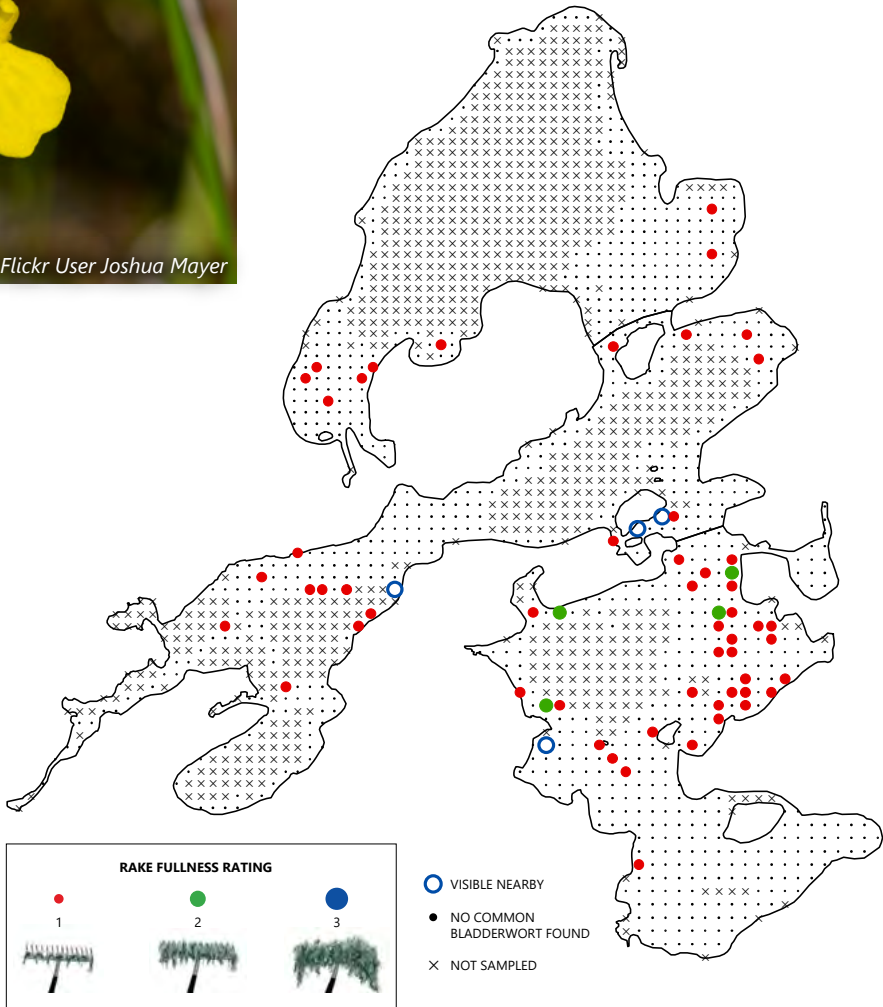 Flickr User Joshua Mayer
RAKE FULLNESS RATING
1
2
3
VISIBLE NEARBY
NO COMMON
BLADDERWORT FOUND
NOT SAMPLED